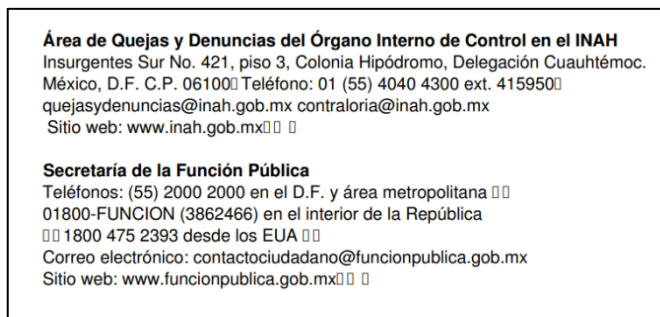 Área de Quejas y Denuncias del Órgano Interno de Control en el INAH
Insurgentes Sur No. 421, piso 3, Colonia Hipódromo, Delegación Cuauhtémoc.
México, D.F. C.P. 06100▯ Teléfono: 01 (55) 4040 4300 ext. 415950▯
quejasydenuncias@inah.gob.mx contraloria@inah.gob.mx
Sitio web: www.inah.gob.mx▯▯ ▯
Secretaría de la Función Pública
Teléfonos: (55) 2000 2000 en el D.F. y área metropolitana ▯▯
01800-FUNCION (3862466) en el interior de la República
▯▯ 1800 475 2393 desde los EUA ▯▯
Correo electrónico: contactociudadano@funcionpublica.gob.mx
Sitio web: www.funcionpublica.gob.mx▯▯ ▯